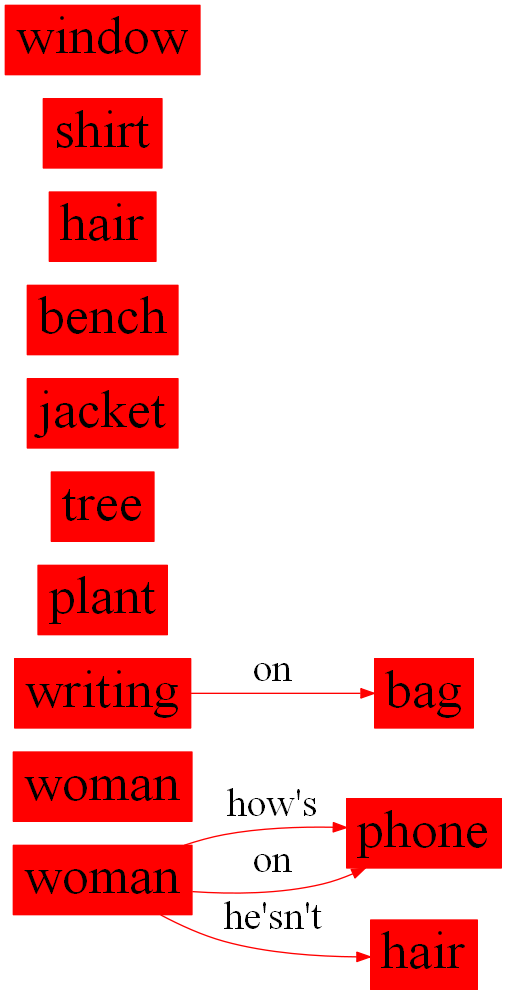 window
shirt
hair
bench
jacket
tree
plant
writing on bag
woman
how's
phone
woman
on
he'sn't
hair